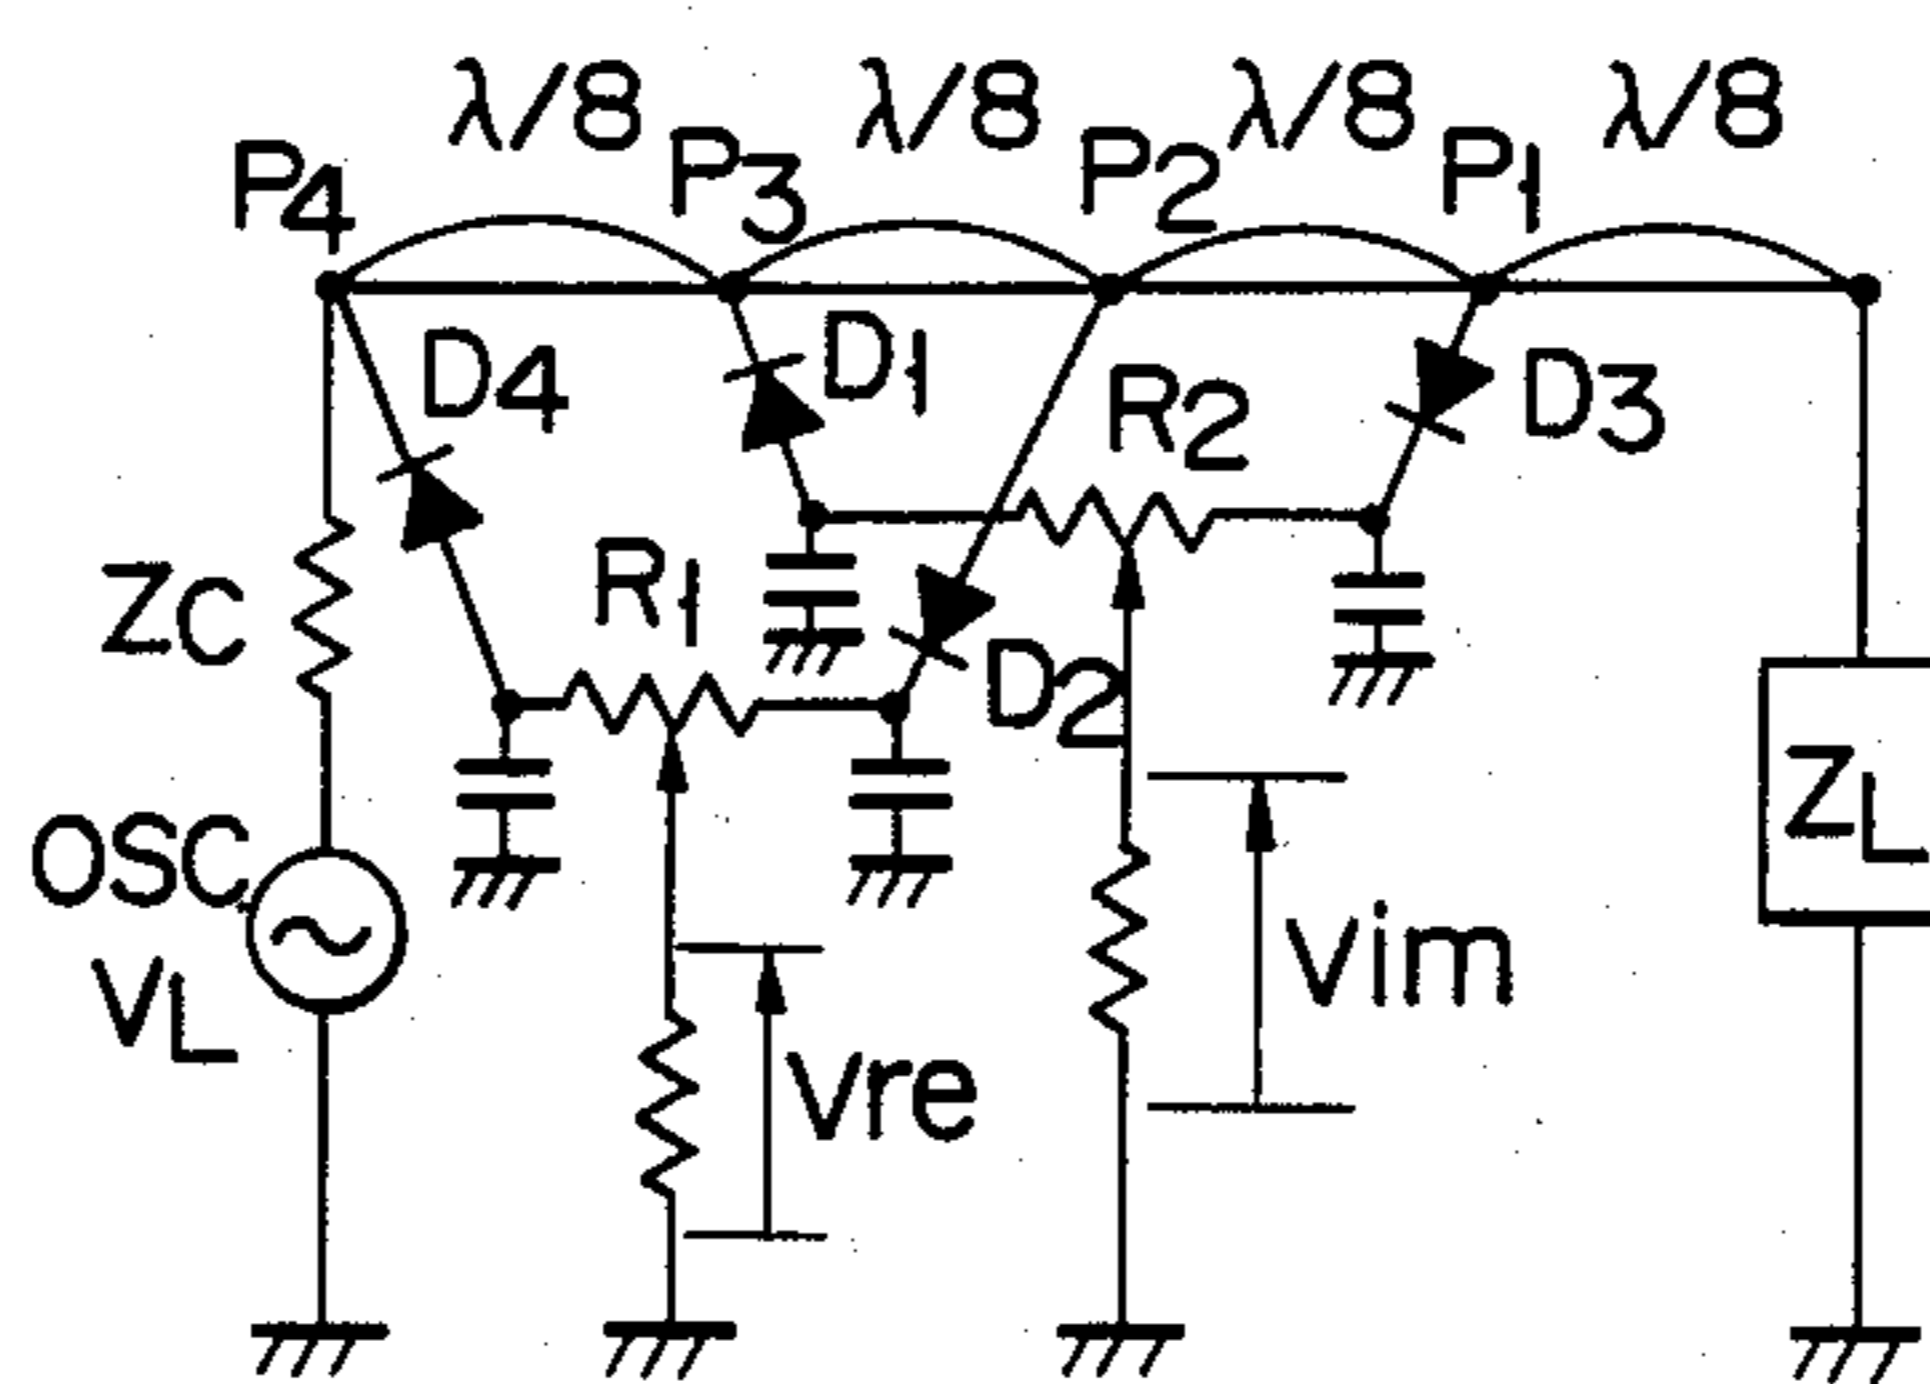 λ/8 λ/8 λ/8 λ/8
P4 P3 P2 P1
D4 D1 R2 D3
ZC R1 D2
OSC
VL
Vre
Vim
ZL